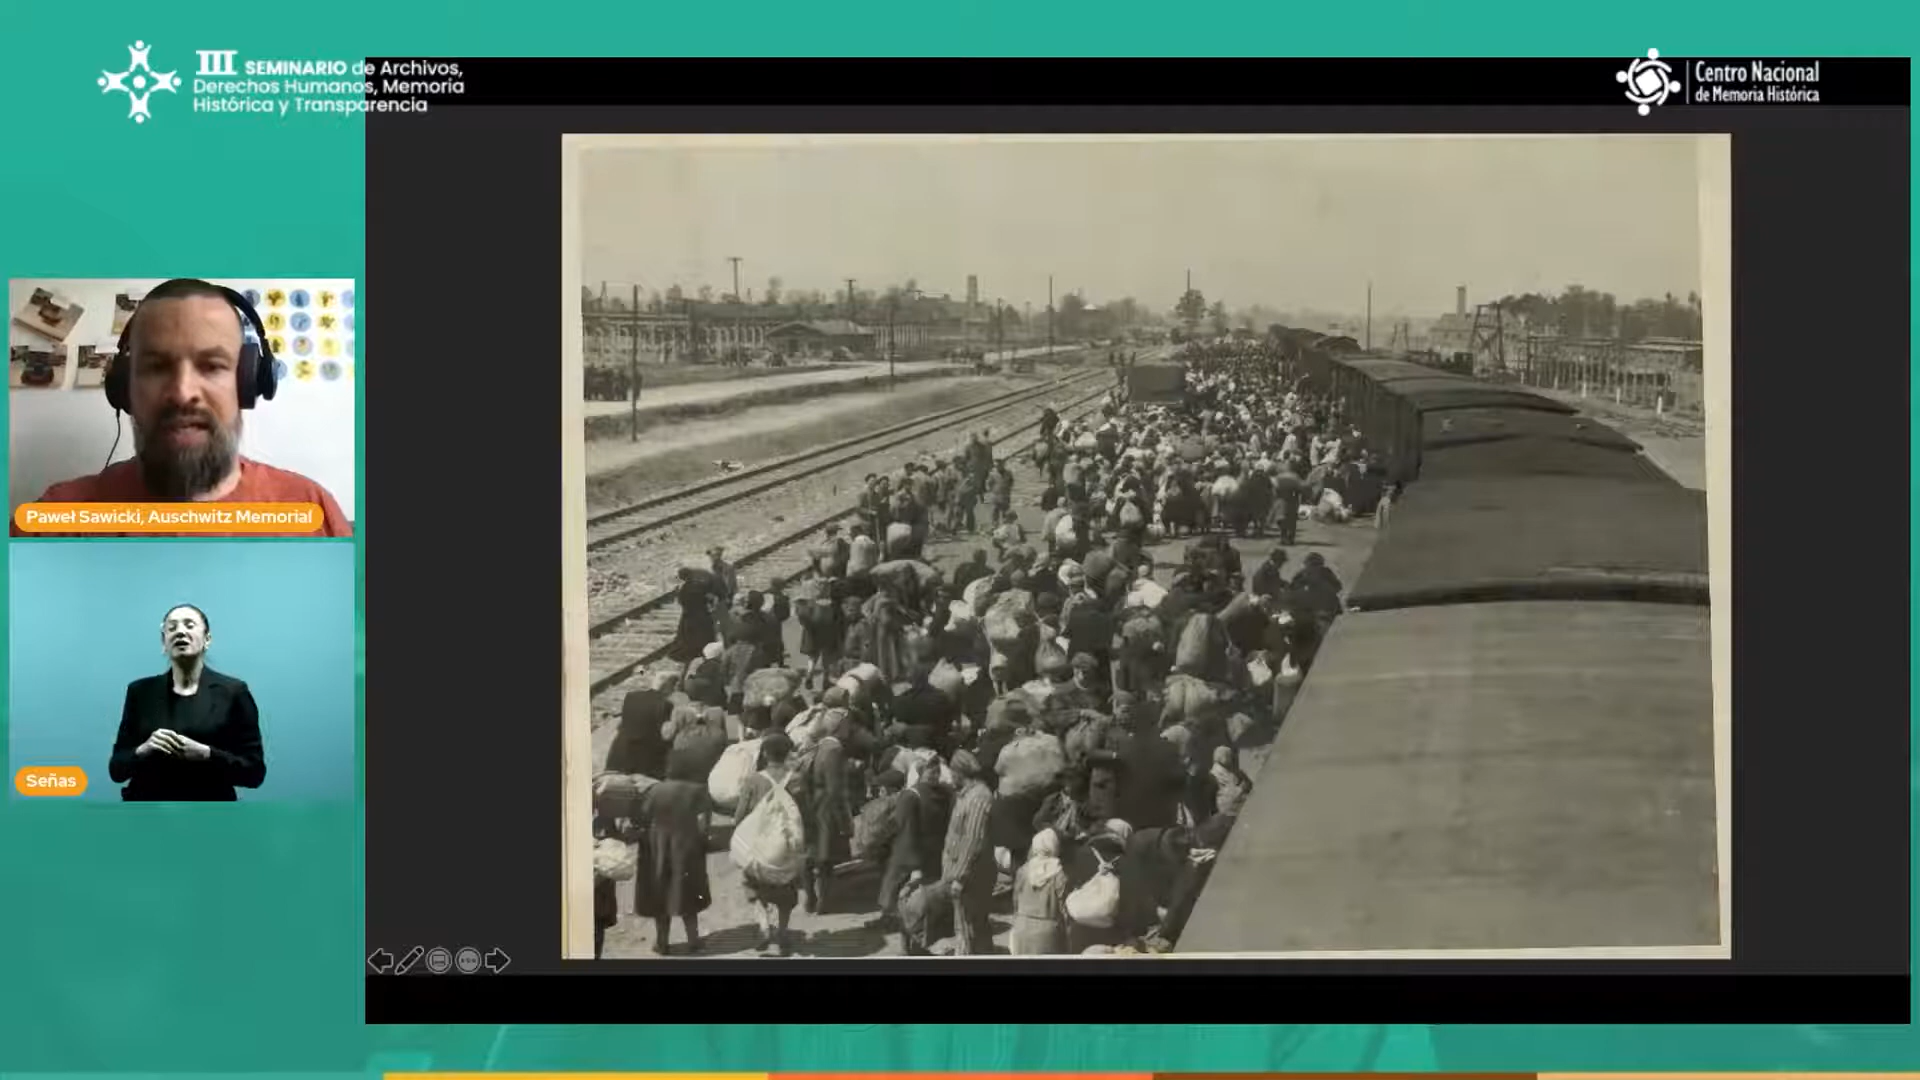 III SEMINARIO de Archivos,
Derechos Humanos, Memoria
Histórica y Transparencia
Centro Nacional
de Memoria Histórica
Paweł Sawicki, Auschwitz Memorial
Señas